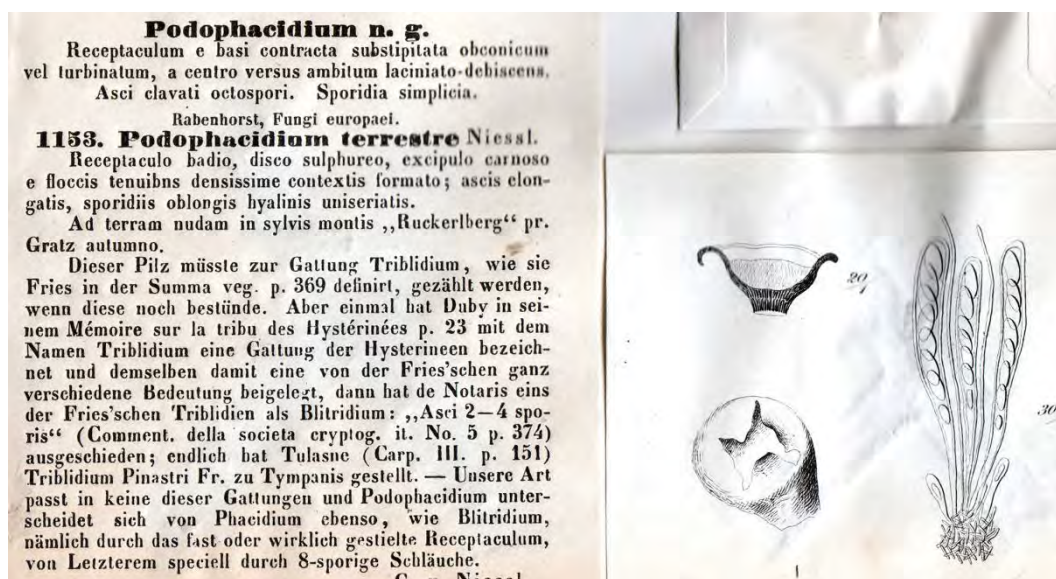 Podophacidium n. g.
Receptaculum e basi contracta substipitata obconicum
vel turbinatum, a centro versus ambitum laciniato-dehiscens.
Asci clavati octospori. Sporidia simplicia.
Rabenhorst, Fungi europaei.
1153. Podophacidium terrestre Niessl.
Receptaculo badio, disco sulphureo, excipulo carnoso
e floccis tenuibns densissime contextis formato; ascis elon-
gatis, sporidiis oblongis hyalinis uniseriatis.
Ad terram nudam in sylvis montis „Ruckerlberg“ pr.
Gratz autumno.
Dieser Pilz müsste zur Gattung Triblidium, wie sie
Fries in der Summa veg. p. 369 definirt, gezählt werden,
wenn diese noch bestünde. Aber einmal hat Duby in sei-
nem Mémoire sur la tribu des Hystérinées p. 23 mit dem
Namen Triblidium eine Gattung der Hysterineen bezeich-
net und demselben damit eine von der Fries'schen ganz
verschiedene Bedeutung beigelegt, dann hat de Notaris eins
der Fries'schen Triblidien als Blitridium: „Asci 2—4 spo-
ris“ (Comment. della societa cryptog. it. No. 5 p. 374)
ausgeschieden; endlich hat Tulasne (Carp. III. p. 151)
Triblidium Pinastri Fr. zu Tympanis gestellt. — Unsere Art
passt in keine dieser Gattungen und Podophacidium unter-
scheidet sich von Phacidium ebenso, wie Blitridium,
nämlich durch das fast oder wirklich gestielte Receptaculum,
von Letzterem speciell durch 8-sporige Schläuche.
20/1